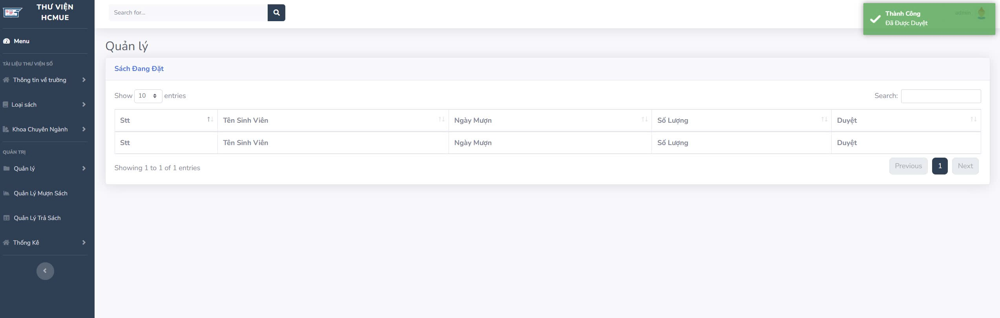 THƯ VIỆN
HCMUE
Menu
TÀI LIỆU THƯ VIỆN SỐ
Thông tin về trường
Loại sách
Khoa Chuyên Ngành
QUẢN TRỊ
Quản lý
Quản Lý Mượn Sách
Quản Lý Trả Sách
Thống Kê
Search for...
admin
Thành Công
Đã Được Duyệt
Quản lý
Sách Đang Đặt
Show 10 entries
Search:
Stt Tên Sinh Viên Ngày Mượn Số Lượng Duyệt
Stt Tên Sinh Viên Ngày Mượn Số Lượng Duyệt
Showing 1 to 1 of 1 entries
Previous 1 Next